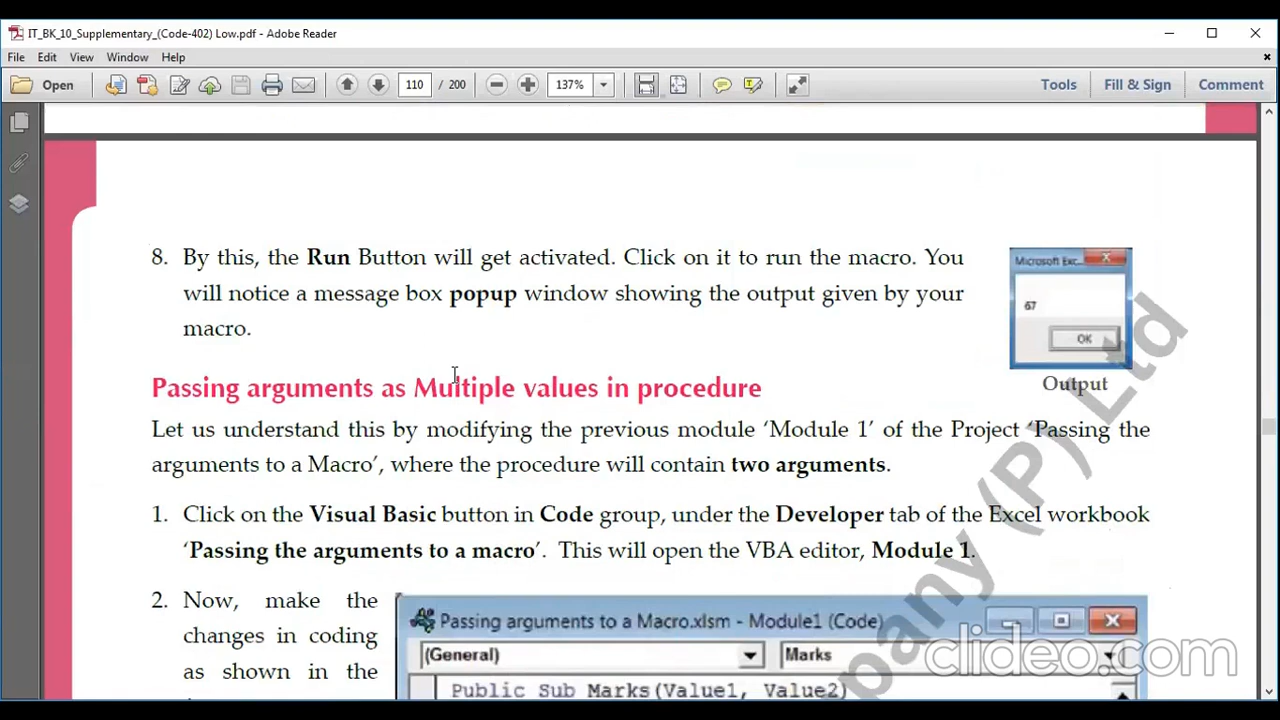 IT_BK_10_Supplementary_(Code-402) Low.pdf - Adobe Reader
File Edit View Window Help
Open 110 / 200 137% Tools Fill & Sign Comment
8. By this, the Run Button will get activated. Click on it to run the macro. You
will notice a message box popup window showing the output given by your
macro.
Microsoft Exc...
67
OK
Output
Passing arguments as Multiple values in procedure
Let us understand this by modifying the previous module ‘Module 1’ of the Project ‘Passing the
arguments to a Macro’, where the procedure will contain two arguments.
1. Click on the Visual Basic button in Code group, under the Developer tab of the Excel workbook
‘Passing the arguments to a macro’. This will open the VBA editor, Module 1.
2. Now, make the
changes in coding
as shown in the
Passing arguments to a Macro.xlsm - Module1 (Code)
(General) Marks
Public Sub Marks(Value1, Value2)
pany (P) Ltd
clideo.com